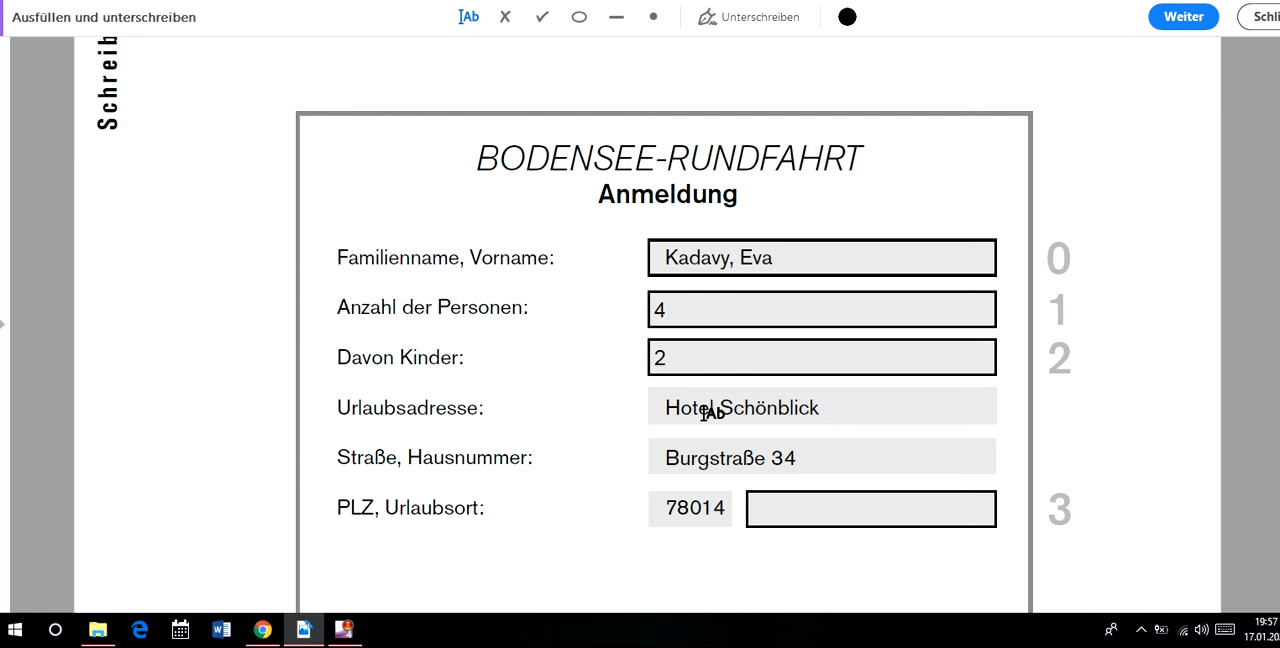 Ausfüllen und unterschreiben
Ab
Unterschreiben
Weiter
Schli
Schreib
BODENSEE-RUNDFAHRT
Anmeldung
Familienname, Vorname: Kadavy, Eva 0
Anzahl der Personen: 4 1
Davon Kinder: 2 2
Urlaubsadresse: Hotel Schönblick
Ab
Straße, Hausnummer: Burgstraße 34
PLZ, Urlaubsort: 78014 3
19:57
17.01.20